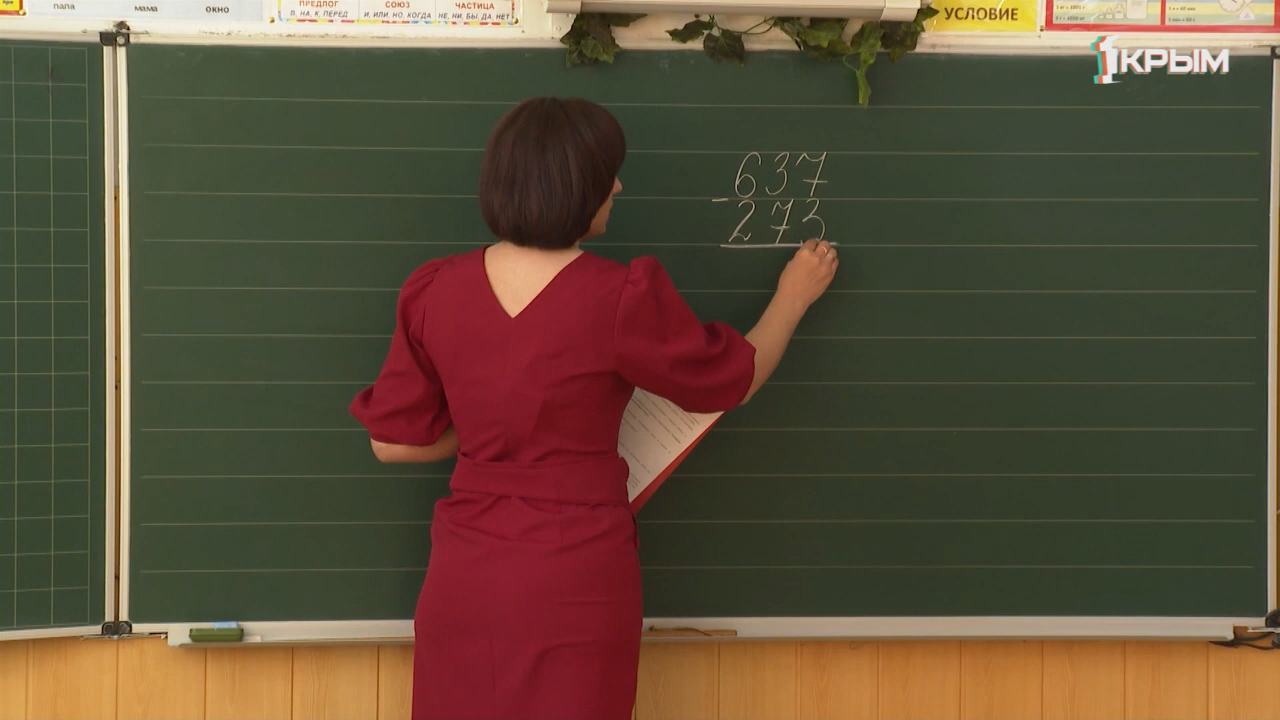 папа мама окно
ПРЕДЛОГ СОЮЗ ЧАСТИЦА
В, НА, К, ПЕРЕД И, ИЛИ, НО, КОГДА НЕ, НИ, БЫ, ДА, НЕТ
УСЛОВИЕ
1КРЫМ
637
-
273